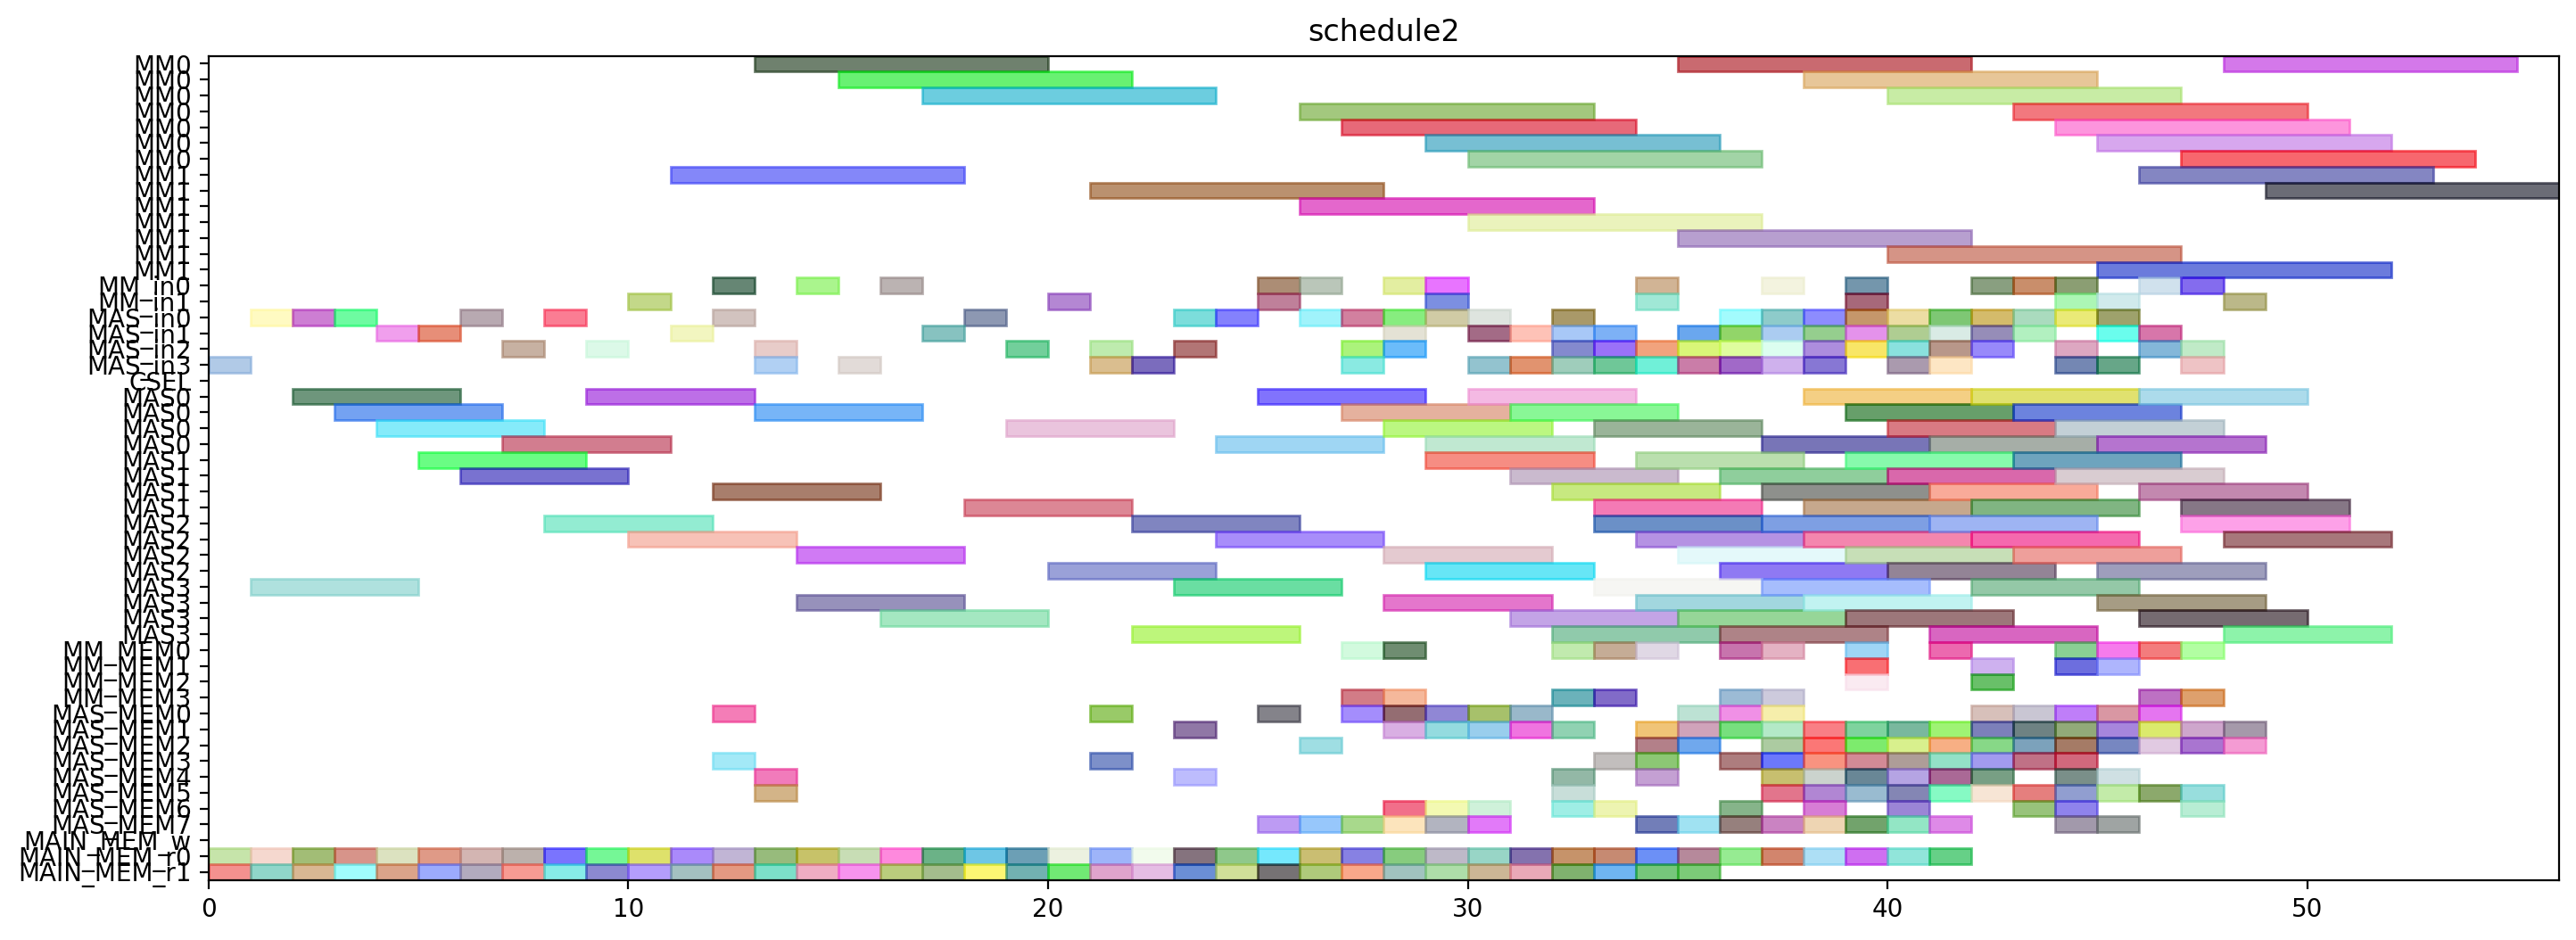 schedule2
MM0
MM0
MM0
MM0
MM0
MM0
MM0
MM1
MM1
MM1
MM1
MM1
MM1
MM1
MM_in0
MM_in1
MAS_in0
MAS_in1
MAS_in2
MAS_in3
CSEL
MAS0
MAS0
MAS0
MAS0
MAS1
MAS1
MAS1
MAS1
MAS2
MAS2
MAS2
MAS2
MAS3
MAS3
MAS3
MAS3
MM_MEM0
MM_MEM1
MM_MEM2
MM_MEM3
MAS_MEM0
MAS_MEM1
MAS_MEM2
MAS_MEM3
MAS_MEM4
MAS_MEM5
MAS_MEM6
MAS_MEM7
MAIN_MEM_w
MAIN_MEM_r0
MAIN_MEM_r1
0 10 20 30 40 50